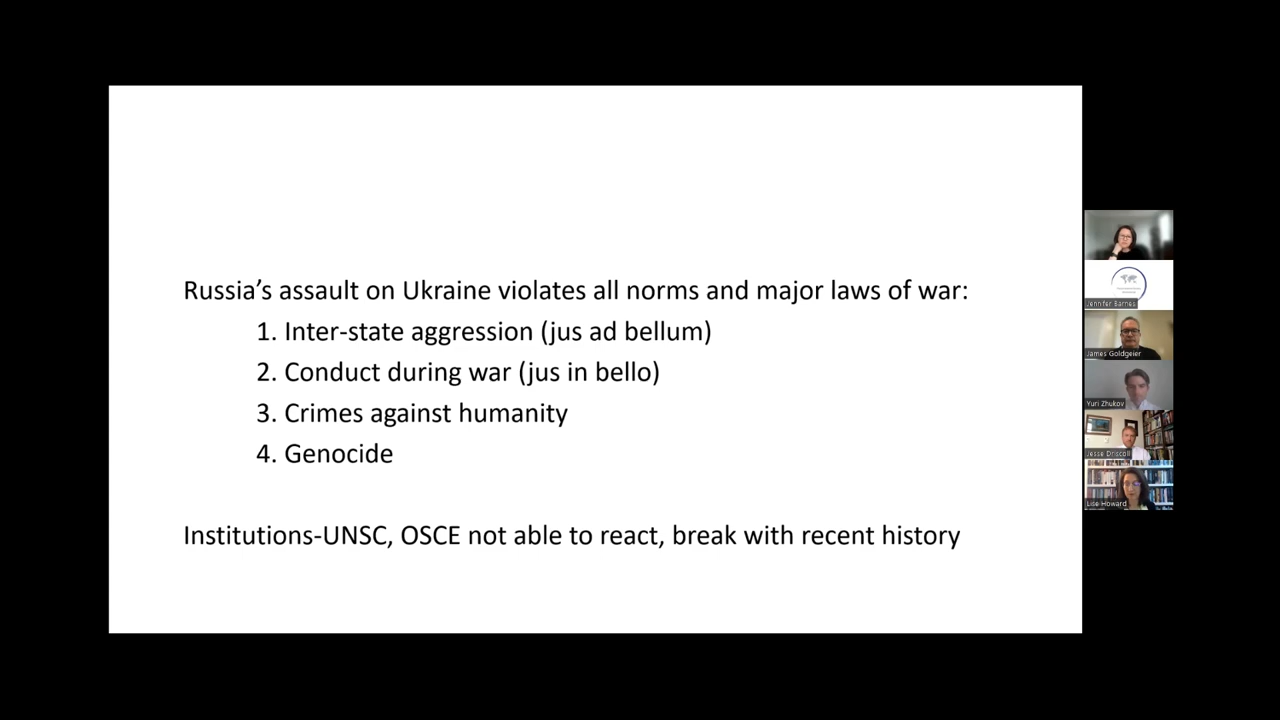 Russia’s assault on Ukraine violates all norms and major laws of war:
1. Inter-state aggression (jus ad bellum)
2. Conduct during war (jus in bello)
3. Crimes against humanity
4. Genocide
Institutions-UNSC, OSCE not able to react, break with recent history
Jennifer Barnes
James Goldgeier
Yuri Zhukov
Jesse Driscoll
Lise Howard